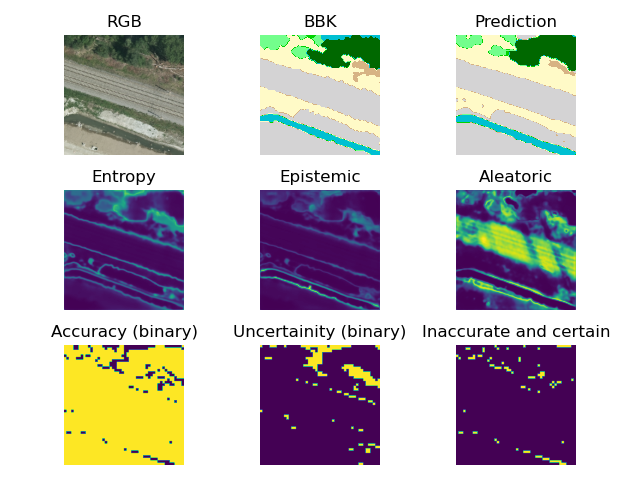 RGB
BBK
Prediction
Entropy
Epistemic
Aleatoric
Accuracy (binary)
Uncertainity (binary)
Inaccurate and certain